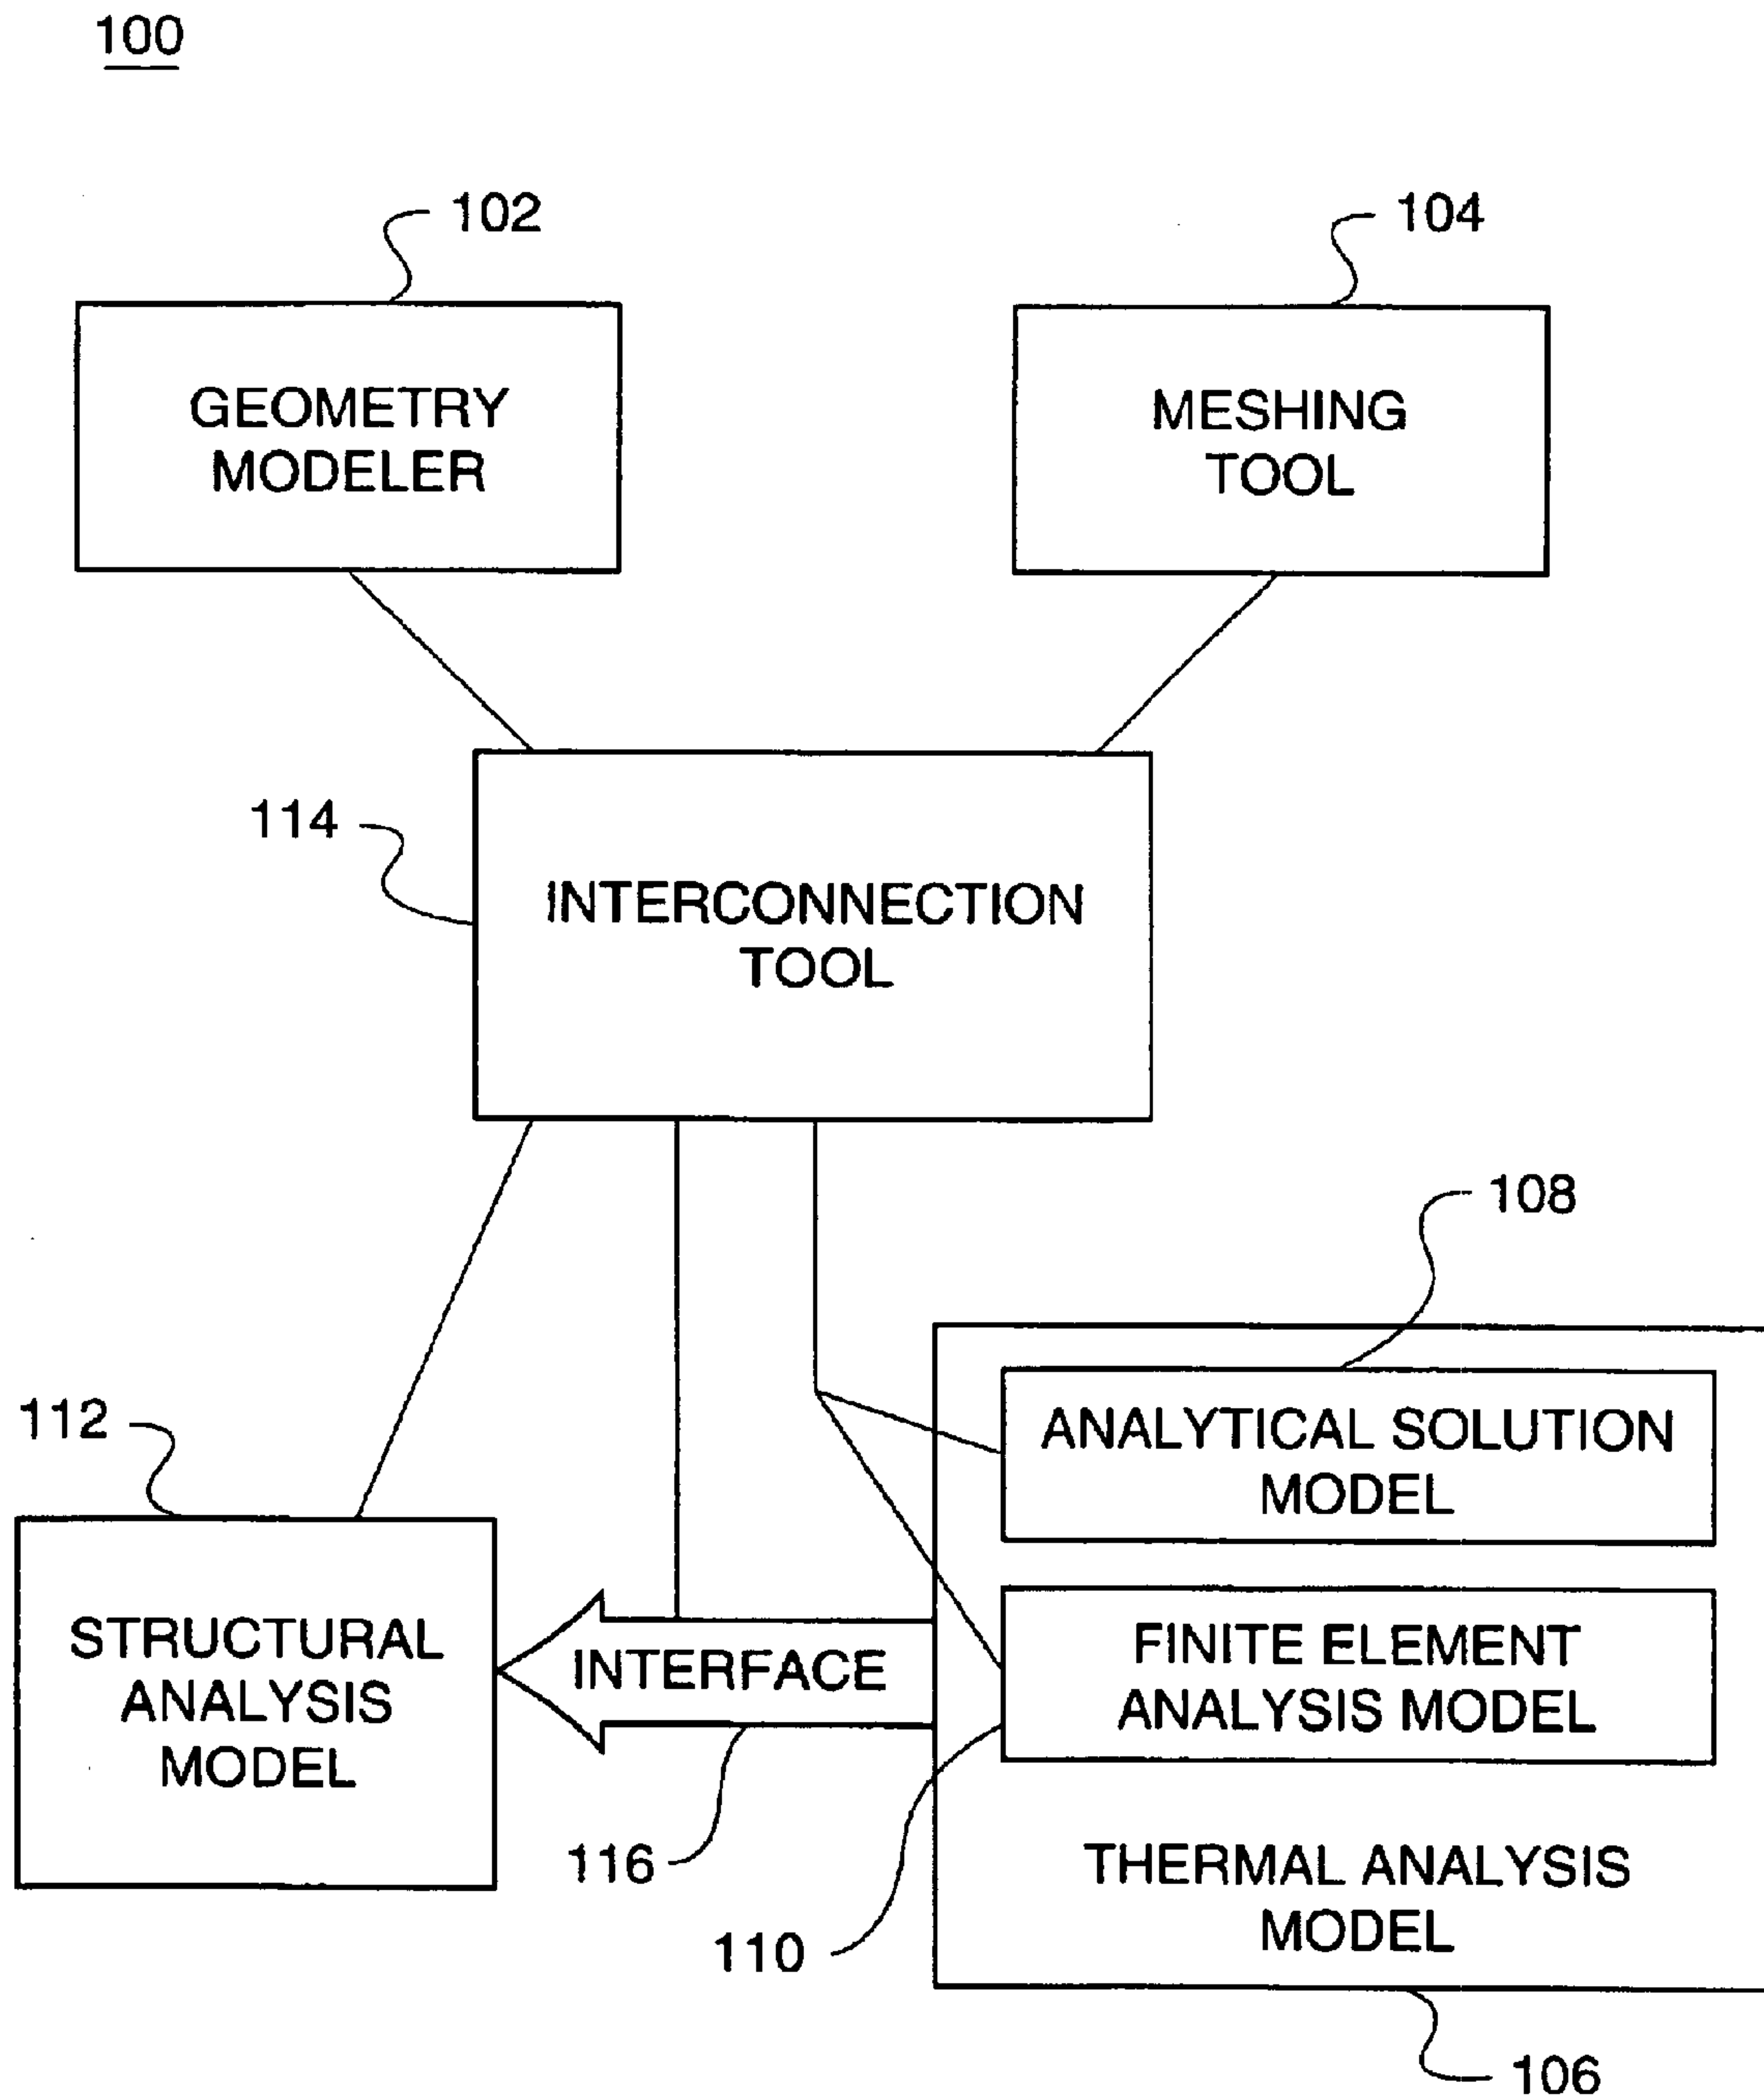 100
102
104
GEOMETRY
MODELER
MESHING
TOOL
114
INTERCONNECTION
TOOL
108
112
ANALYTICAL SOLUTION
MODEL
STRUCTURAL
ANALYSIS
MODEL
INTERFACE
FINITE ELEMENT
ANALYSIS MODEL
116
110
THERMAL ANALYSIS
MODEL
106